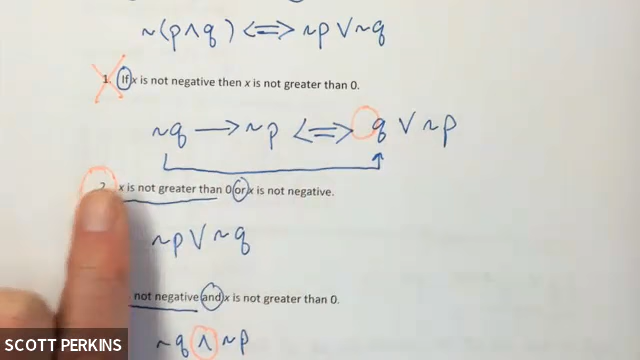 ~(p∧q) <=> ~p∨~q
1. If x is not negative then x is not greater than 0.
~q → ~p <=> q ∨ ~p
2. x is not greater than 0 or x is not negative.
~p ∨ ~q
not negative and x is not greater than 0.
~q ∧ ~p
SCOTT PERKINS